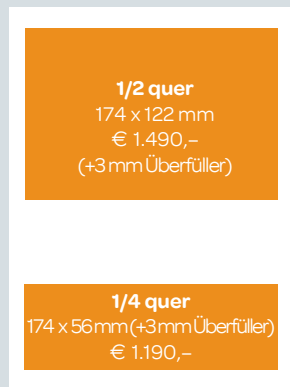 1/2 quer
174 x 122 mm
€ 1.490,–
(+3 mm Überfüller)
1/4 quer
174 x 56 mm (+3 mm Überfüller)
€ 1.190,–